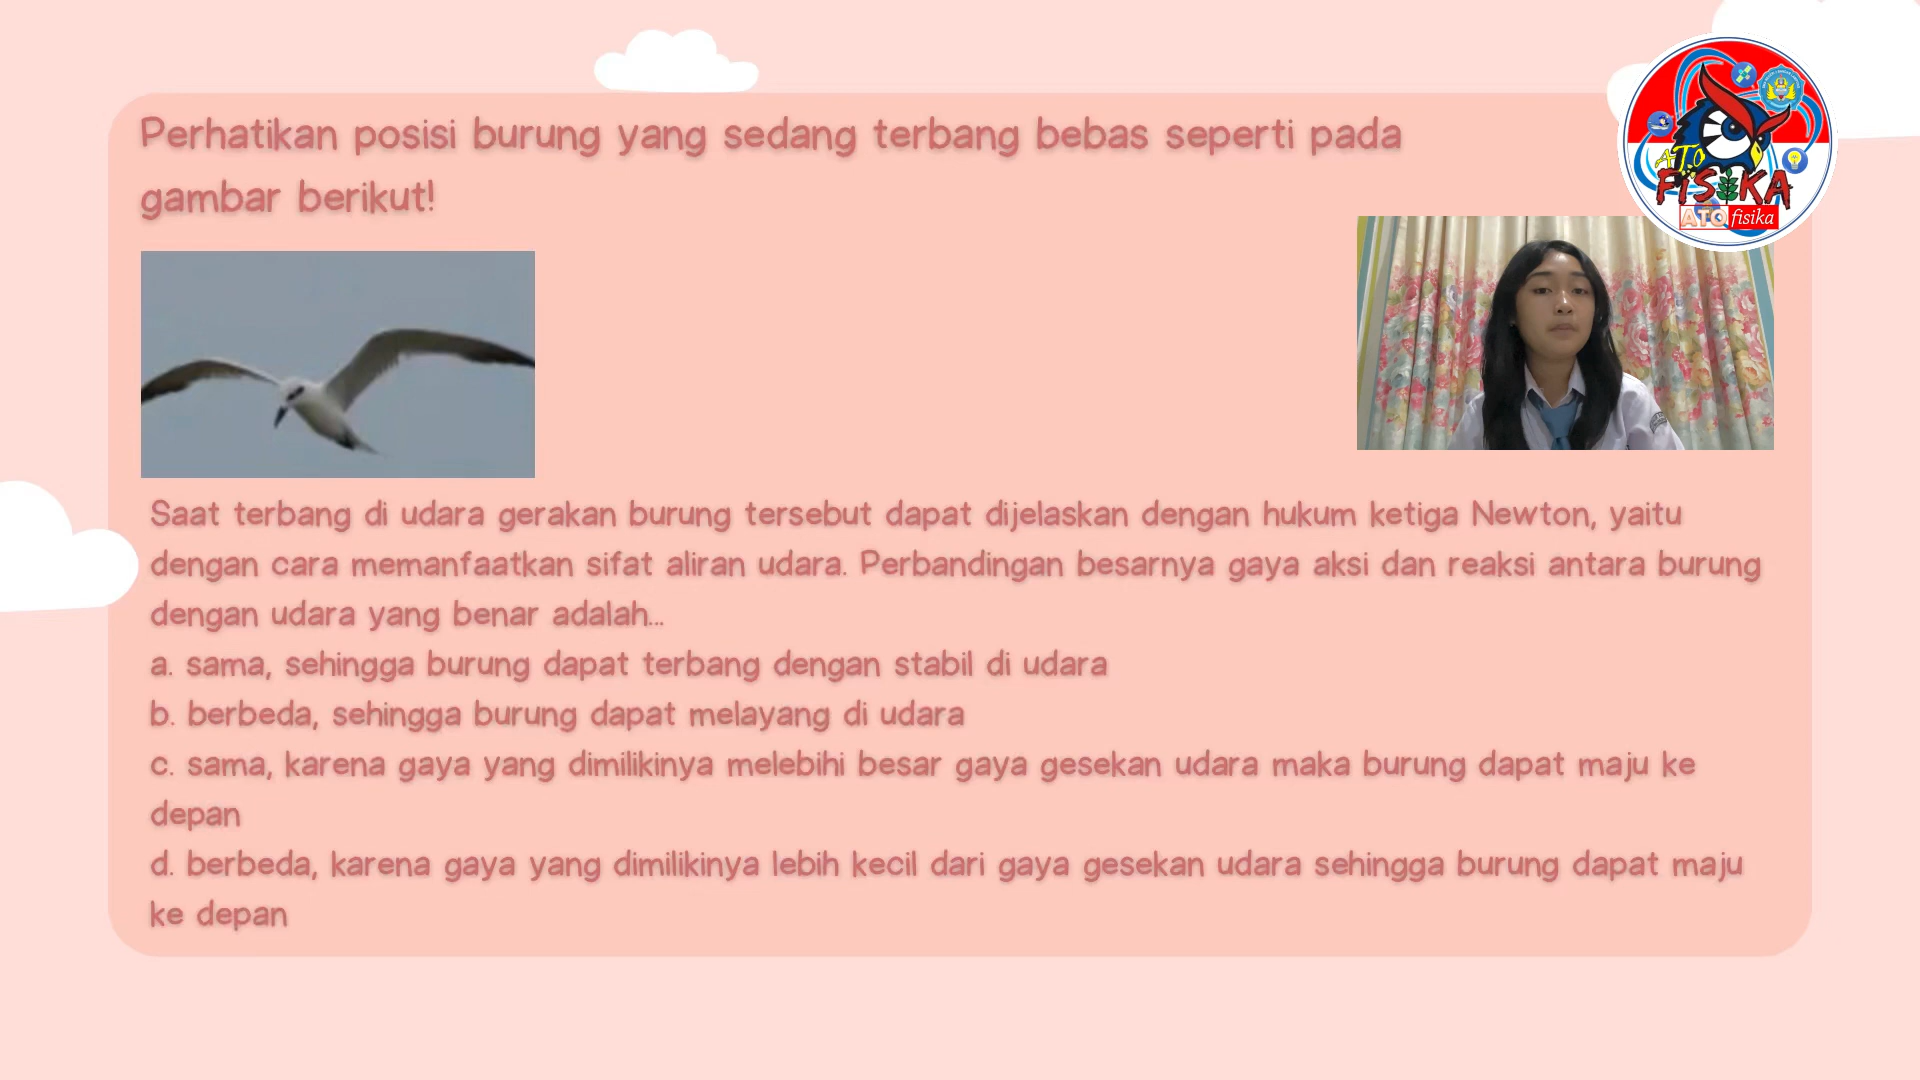 Perhatikan posisi burung yang sedang terbang bebas seperti pada
gambar berikut!
ATO
FiSiKA
ATO fisika
Saat terbang di udara gerakan burung tersebut dapat dijelaskan dengan hukum ketiga Newton, yaitu
dengan cara memanfaatkan sifat aliran udara. Perbandingan besarnya gaya aksi dan reaksi antara burung
dengan udara yang benar adalah...
a. sama, sehingga burung dapat terbang dengan stabil di udara
b. berbeda, sehingga burung dapat melayang di udara
c. sama, karena gaya yang dimilikinya melebihi besar gaya gesekan udara maka burung dapat maju ke
depan
d. berbeda, karena gaya yang dimilikinya lebih kecil dari gaya gesekan udara sehingga burung dapat maju
ke depan